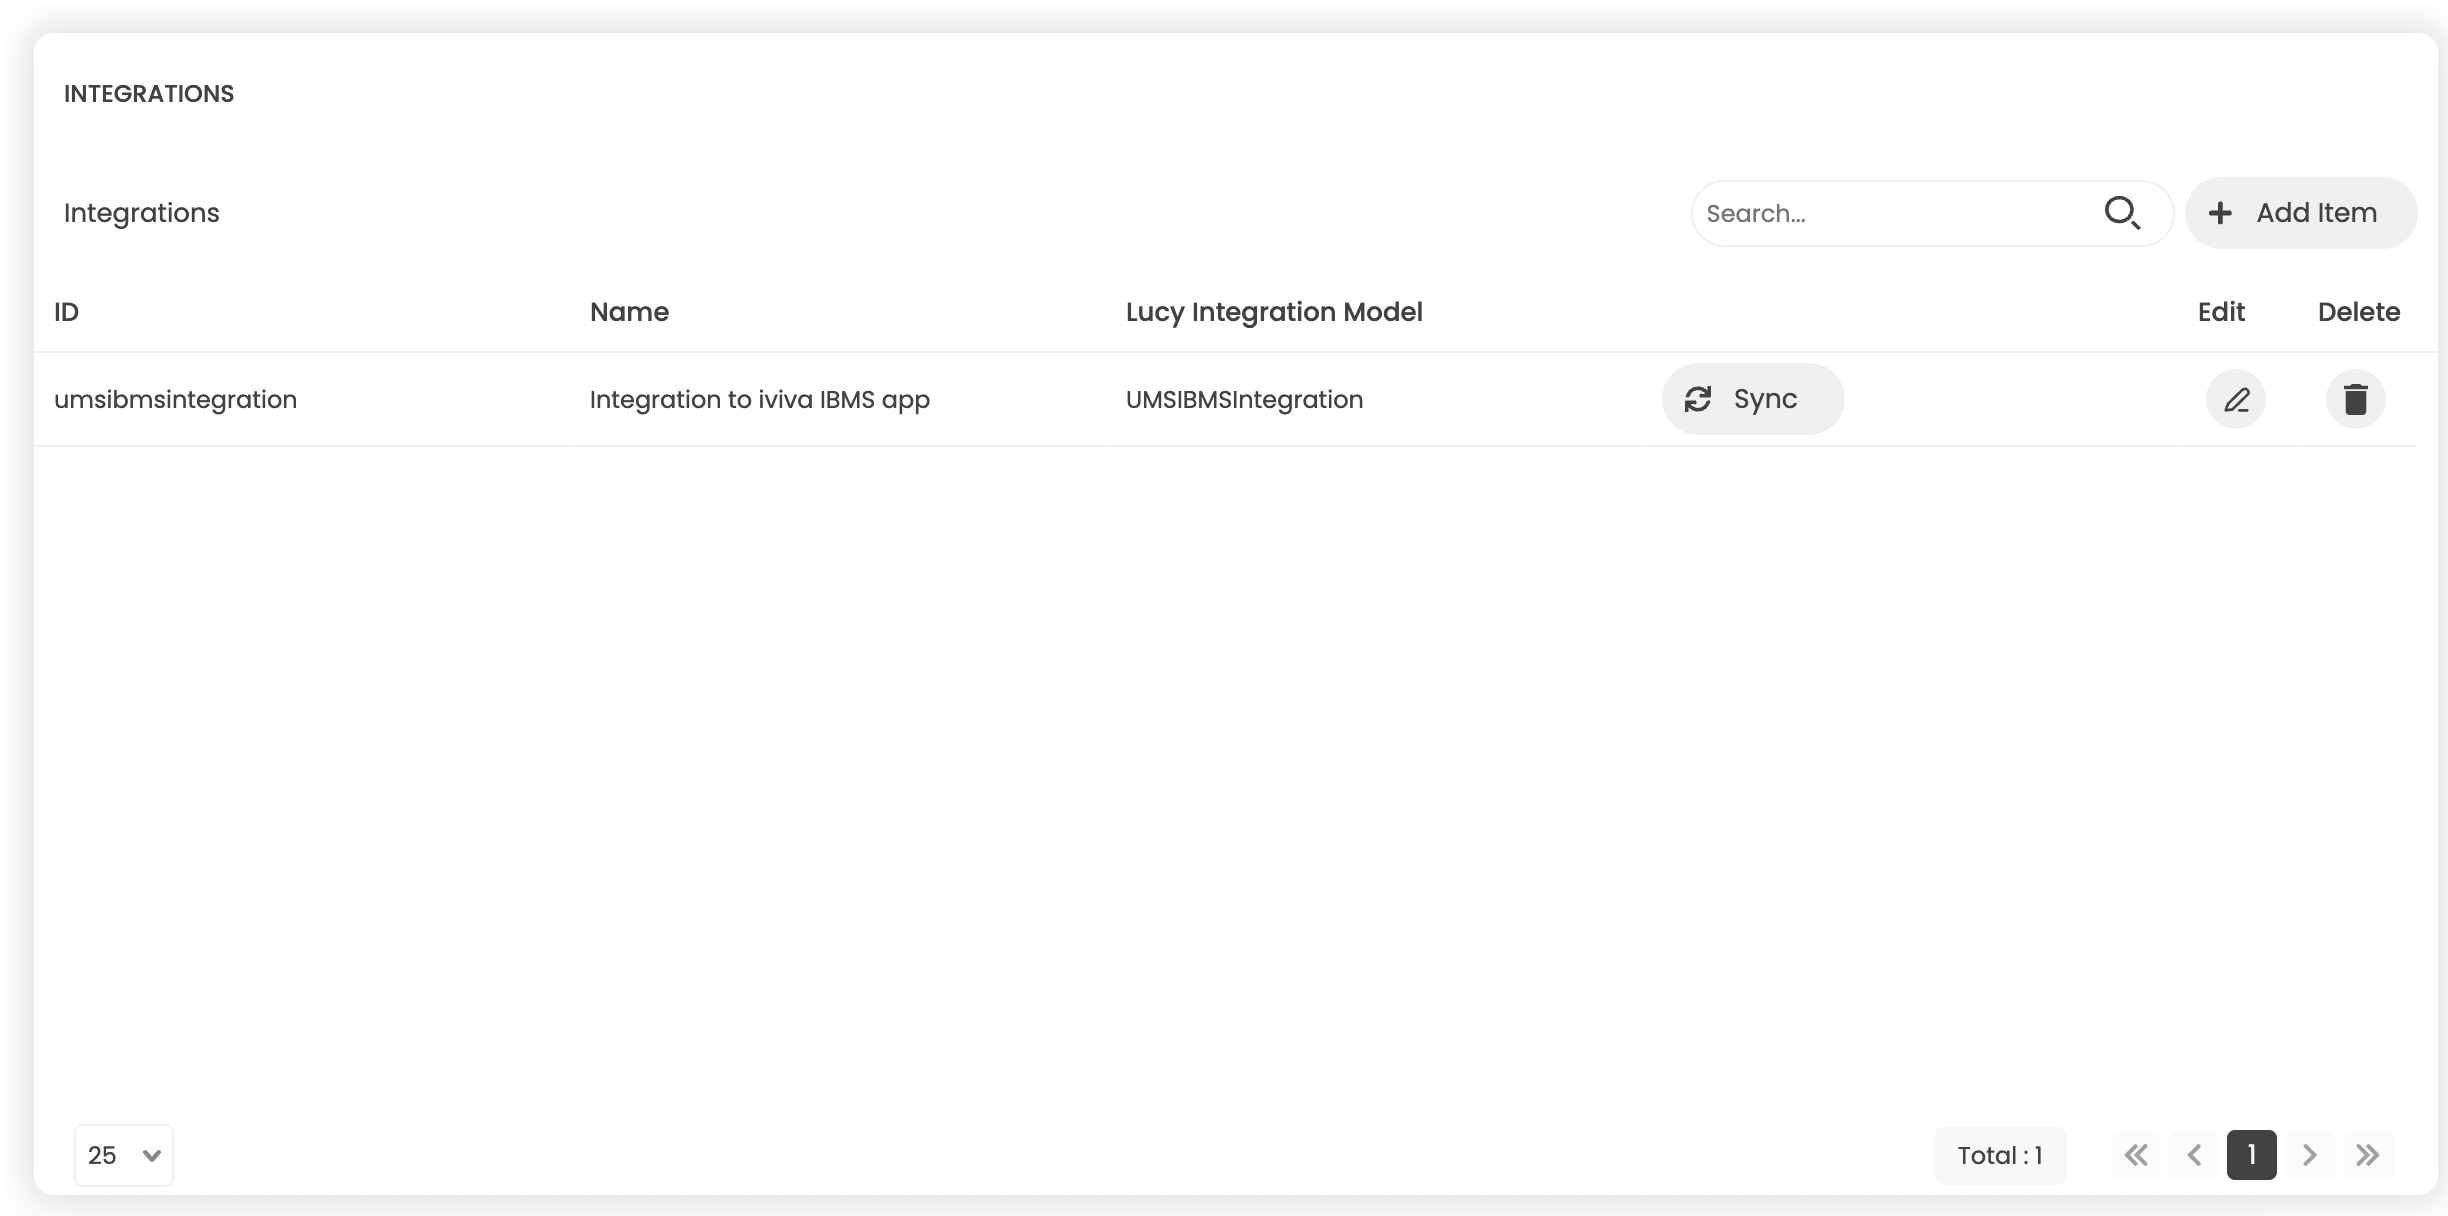 INTEGRATIONS
Integrations
Search...
Add Item
ID Name Lucy Integration Model Edit Delete
umsibmsintegration Integration to iviva IBMS app UMSIBMSIntegration Sync
25 Total : 1 1